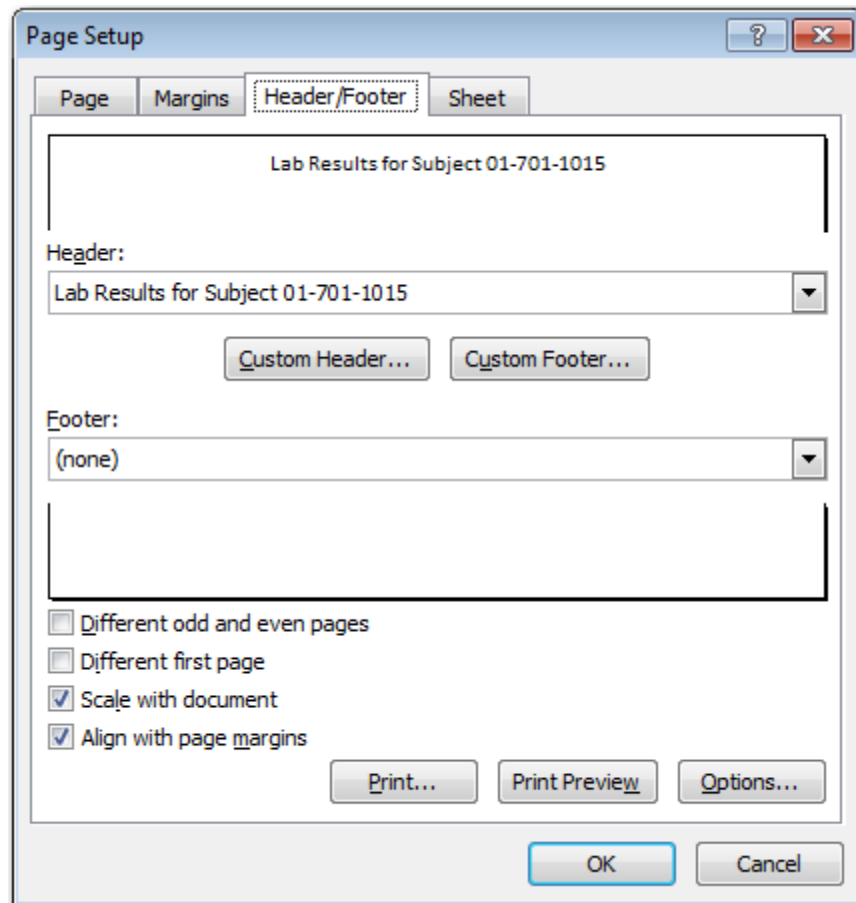 Page Setup
Page Margins Header/Footer Sheet
Lab Results for Subject 01-701-1015
Header:
Lab Results for Subject 01-701-1015
Custom Header... Custom Footer...
Footer:
(none)
Different odd and even pages
Different first page
Scale with document
Align with page margins
Print... Print Preview Options...
OK Cancel